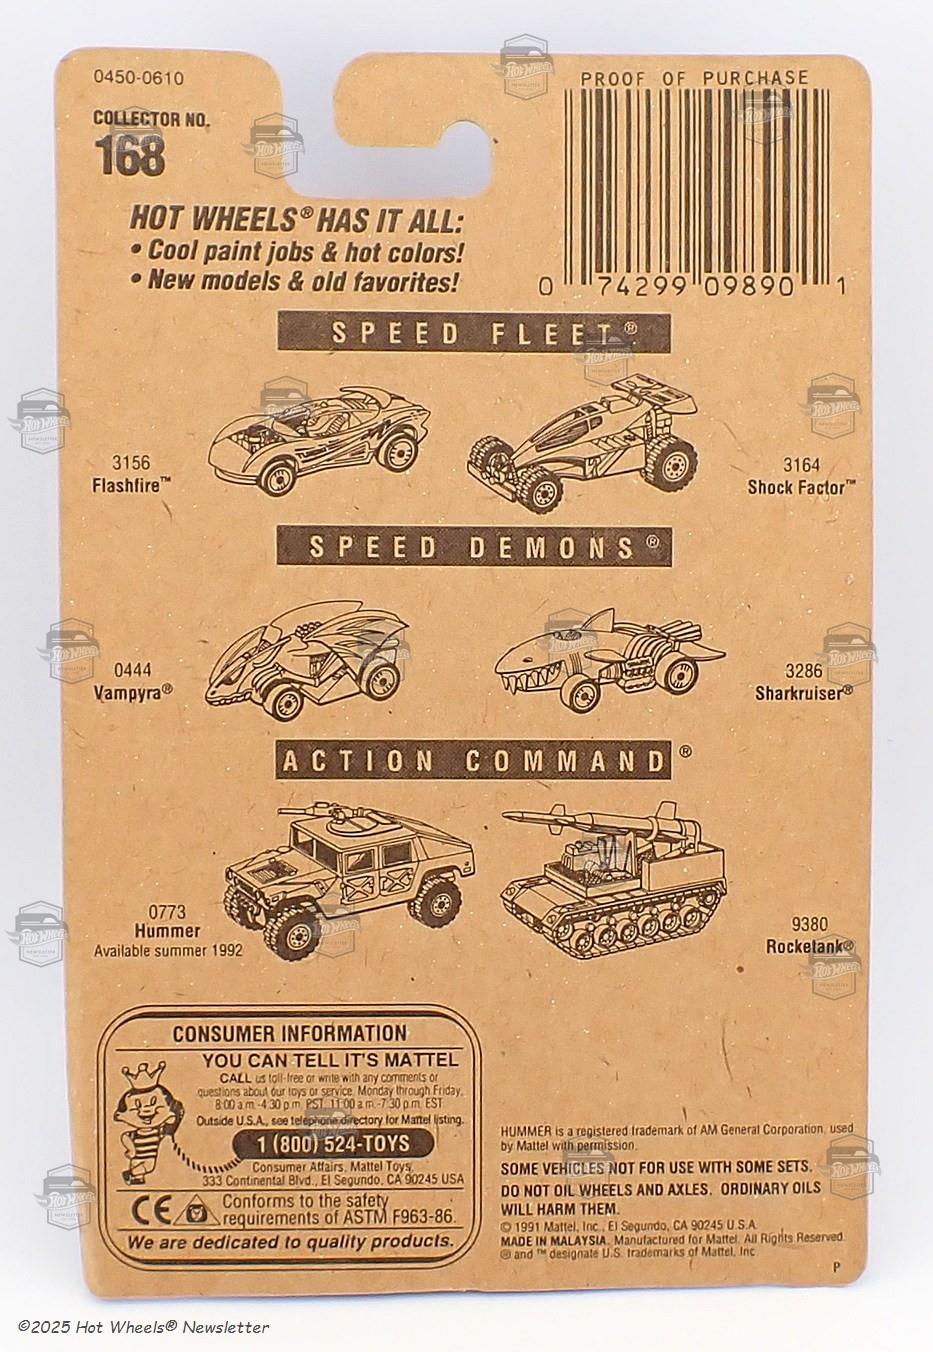 0450-0610
COLLECTOR NO.
168
PROOF OF PURCHASE
0 74299 09890 1
HOT WHEELS® HAS IT ALL:
• Cool paint jobs & hot colors!
• New models & old favorites!
SPEED FLEET®
3156
Flashfire™
3164
Shock Factor™
SPEED DEMONS®
0444
Vampyra®
3286
Sharkruiser®
ACTION COMMAND®
0773
Hummer
Available summer 1992
9380
Rocketank®
CONSUMER INFORMATION
YOU CAN TELL IT'S MATTEL
CALL us toll-free or write with any comments or
questions about our toys or service, Monday through Friday,
8:00 a.m.-4:30 p.m. PST, 11:00 a.m.-7:30 p.m. EST.
Outside U.S.A., see telephone directory for Mattel listing.
1 (800) 524-TOYS
Consumer Affairs, Mattel Toys,
333 Continental Blvd., El Segundo, CA 90245 USA
CE Conforms to the safety
requirements of ASTM F963-86.
We are dedicated to quality products.
HUMMER is a registered trademark of AM General Corporation, used
by Mattel with permission.
SOME VEHICLES NOT FOR USE WITH SOME SETS.
DO NOT OIL WHEELS AND AXLES. ORDINARY OILS
WILL HARM THEM.
© 1991 Mattel, Inc., El Segundo, CA 90245 U.S.A.
MADE IN MALAYSIA. Manufactured for Mattel. All Rights Reserved.
® and ™ designate U.S. trademarks of Mattel, Inc.
P
©2025 Hot Wheels® Newsletter